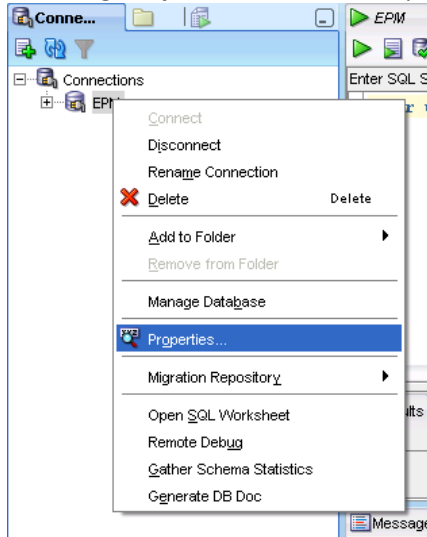 Conne...
EPM
Connections
Enter SQL S
EPM
Connect
Disconnect
Rename Connection
Delete Delete
Add to Folder
Remove from Folder
Manage Database
Properties...
Migration Repository
Open SQL Worksheet
Remote Debug
Gather Schema Statistics
Generate DB Doc
Message